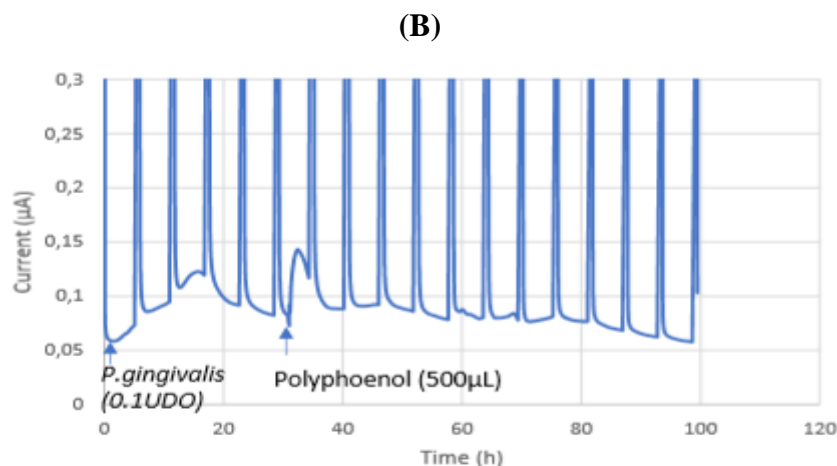 (B)
0,3
0,25
0,2
0,15
0,1
0,05
0
Current (µA)
P.gingivalis
(0.1UDO)
Polyphoenol (500µL)
0 20 40 60 80 100 120
Time (h)